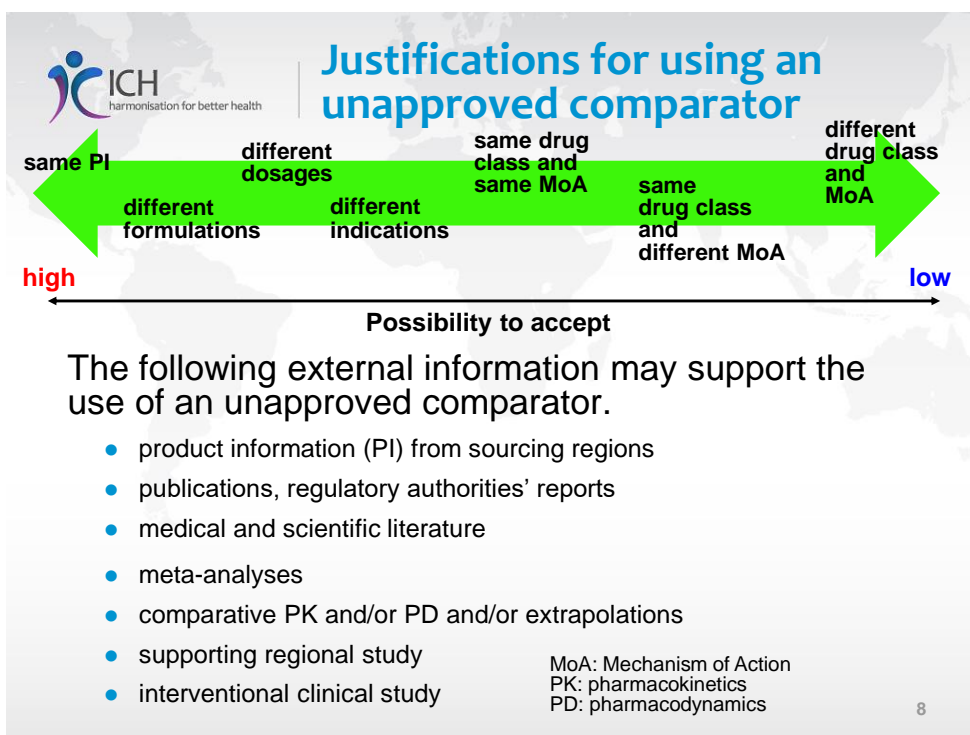 ICH
harmonisation for better health
Justifications for using an
unapproved comparator
same PI
different
formulations
different
dosages
different
indications
same drug
class and
same MoA
same
drug class
and
different MoA
different
drug class
and
MoA
high
low
Possibility to accept
The following external information may support the
use of an unapproved comparator.
● product information (PI) from sourcing regions
● publications, regulatory authorities’ reports
● medical and scientific literature
● meta-analyses
● comparative PK and/or PD and/or extrapolations
● supporting regional study
● interventional clinical study
MoA: Mechanism of Action
PK: pharmacokinetics
PD: pharmacodynamics
8